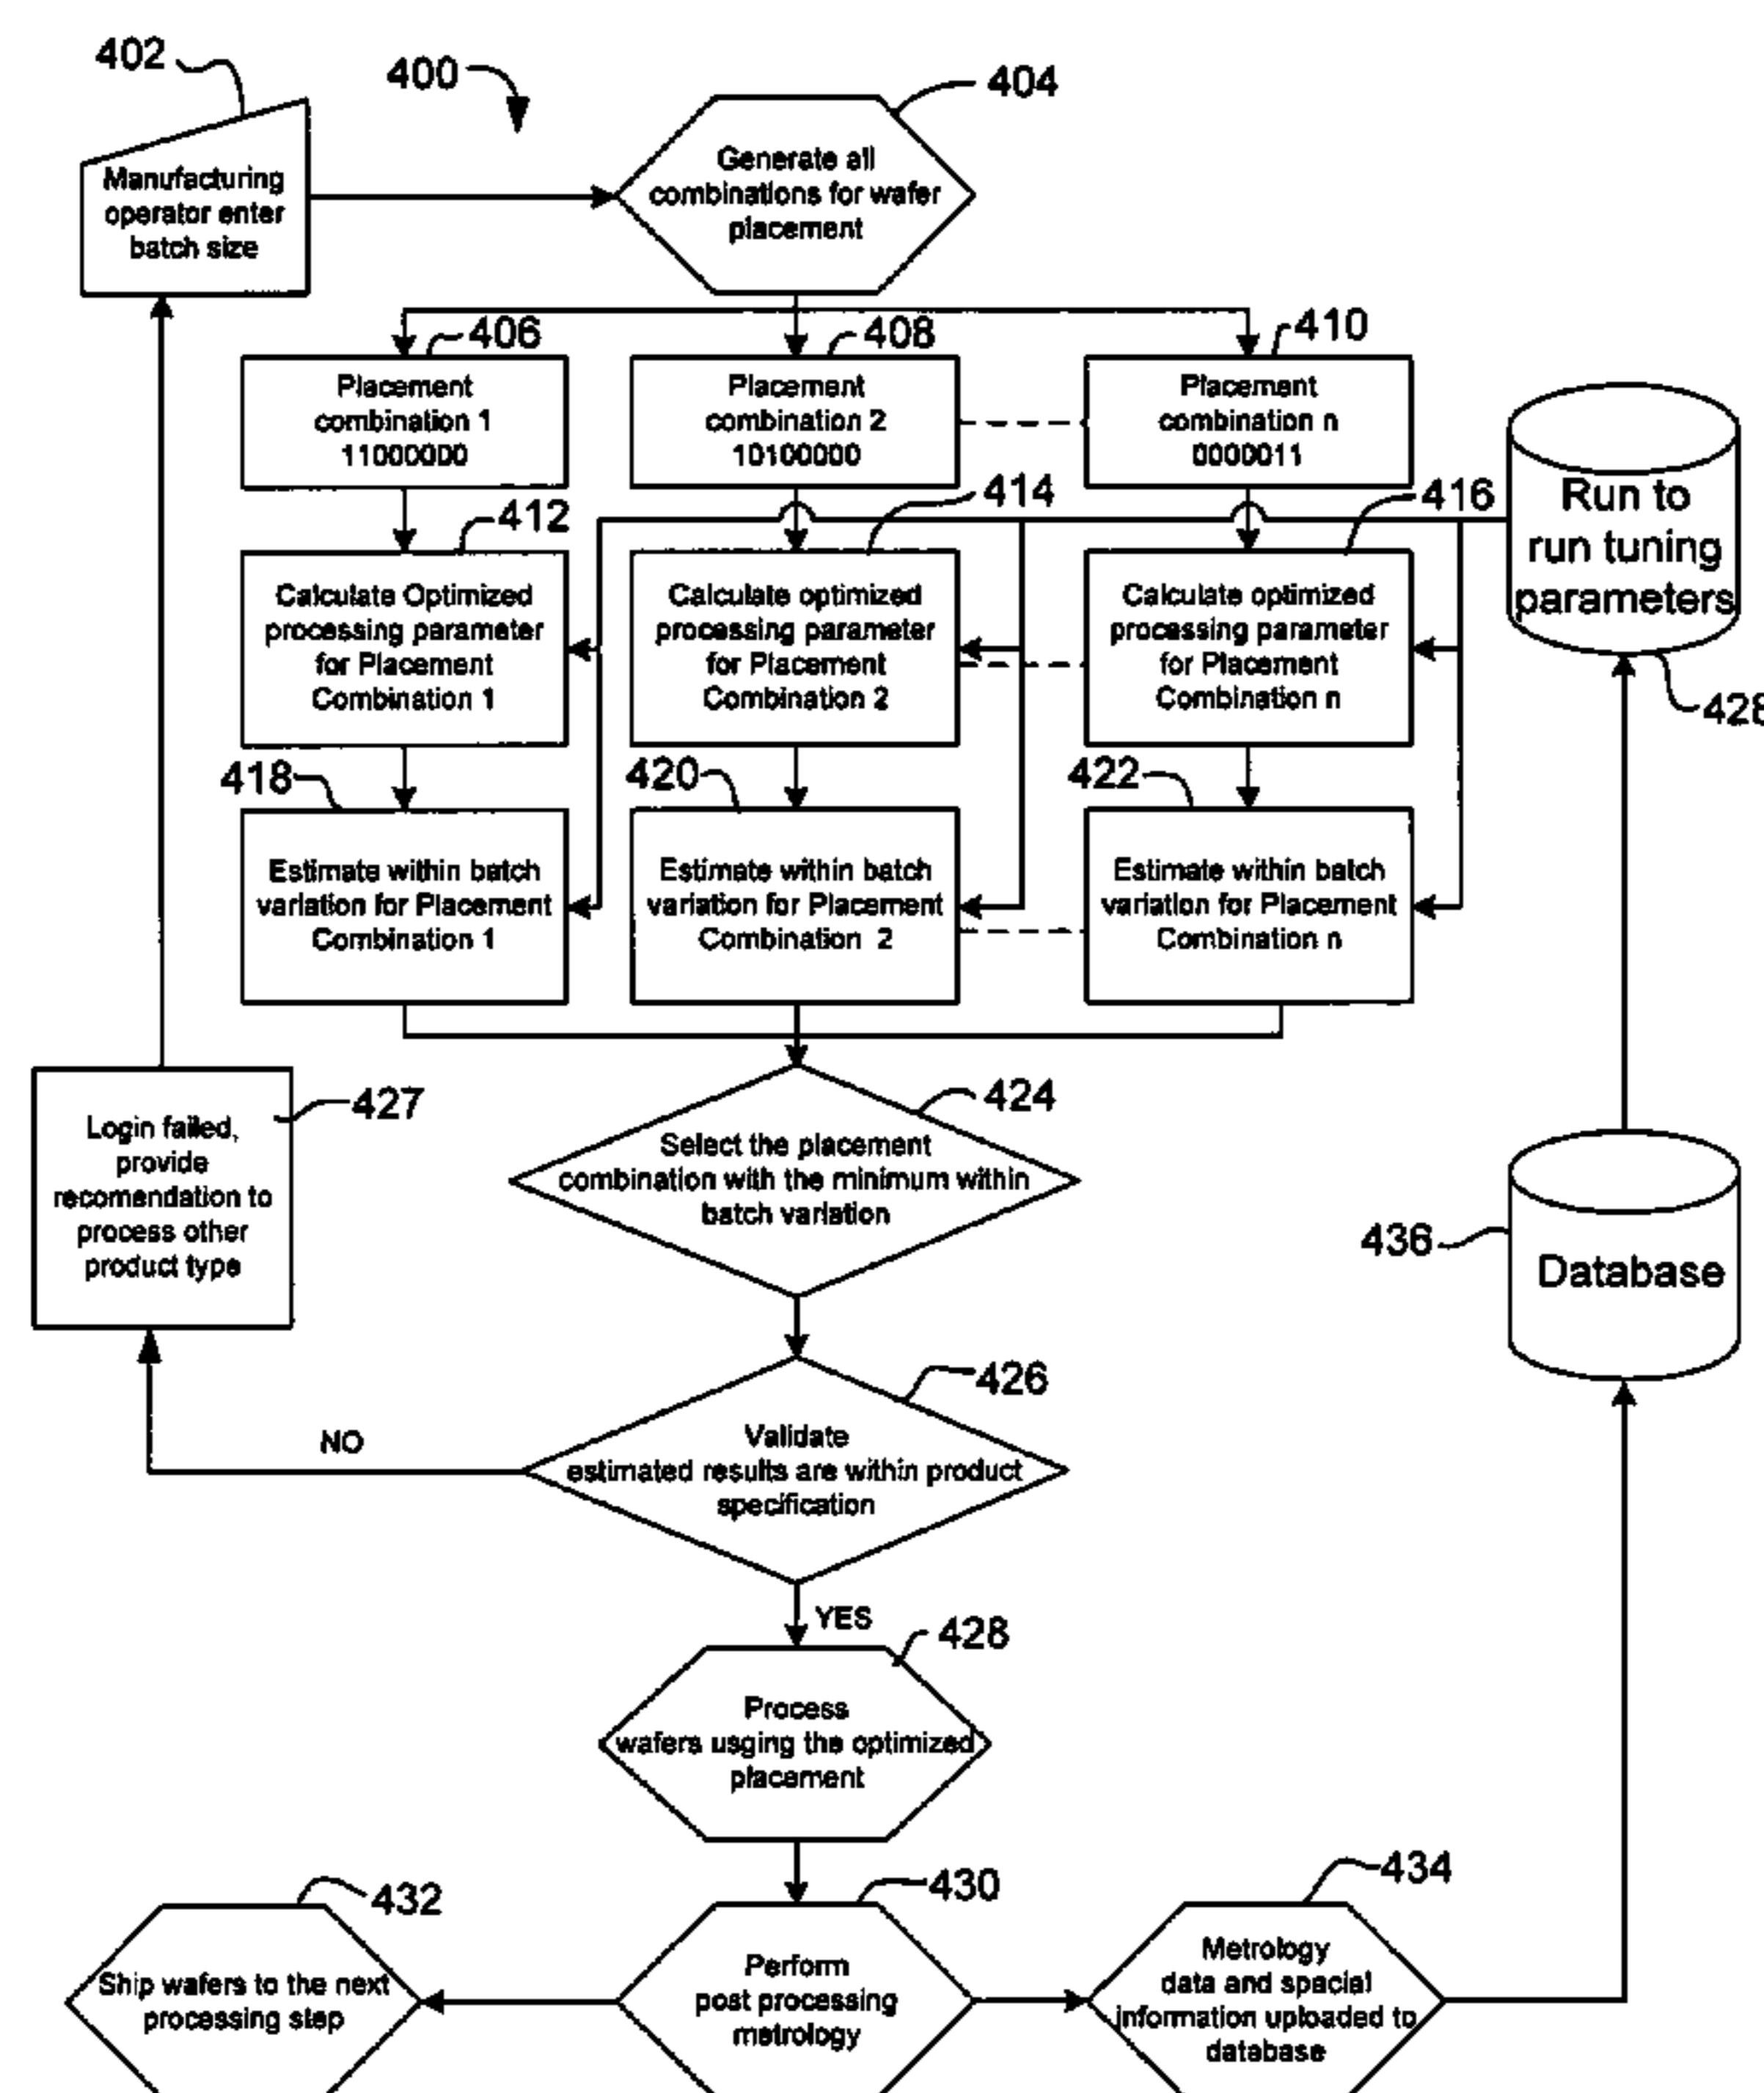 402
400
404
Manufacturing
operator enter
batch size
Generate all
combinations for wafer
placement
406
408
410
Placement
combination 1
11000000
Placement
combination 2
10100000
Placement
combination n
0000011
Run to
run tuning
parameters
428
412
414
416
Calculate Optimized
processing parameter
for Placement
Combination 1
Calculate optimized
processing parameter
for Placement
Combination 2
Calculate optimized
processing parameter
for Placement
Combination n
418
420
422
Estimate within batch
variation for Placement
Combination 1
Estimate within batch
variation for Placement
Combination 2
Estimate within batch
variation for Placement
Combination n
427
Login failed,
provide
recomendation to
process other
product type
424
Select the placement
combination with the minimum within
batch variation
436
Database
426
Validate
estimated results are within product
specification
NO
YES
428
Process
wafers usging the optimized
placement
432
430
434
Ship wafers to the next
processing step
Perform
post processing
metrology
Metrology
data and spacial
information uploaded to
database